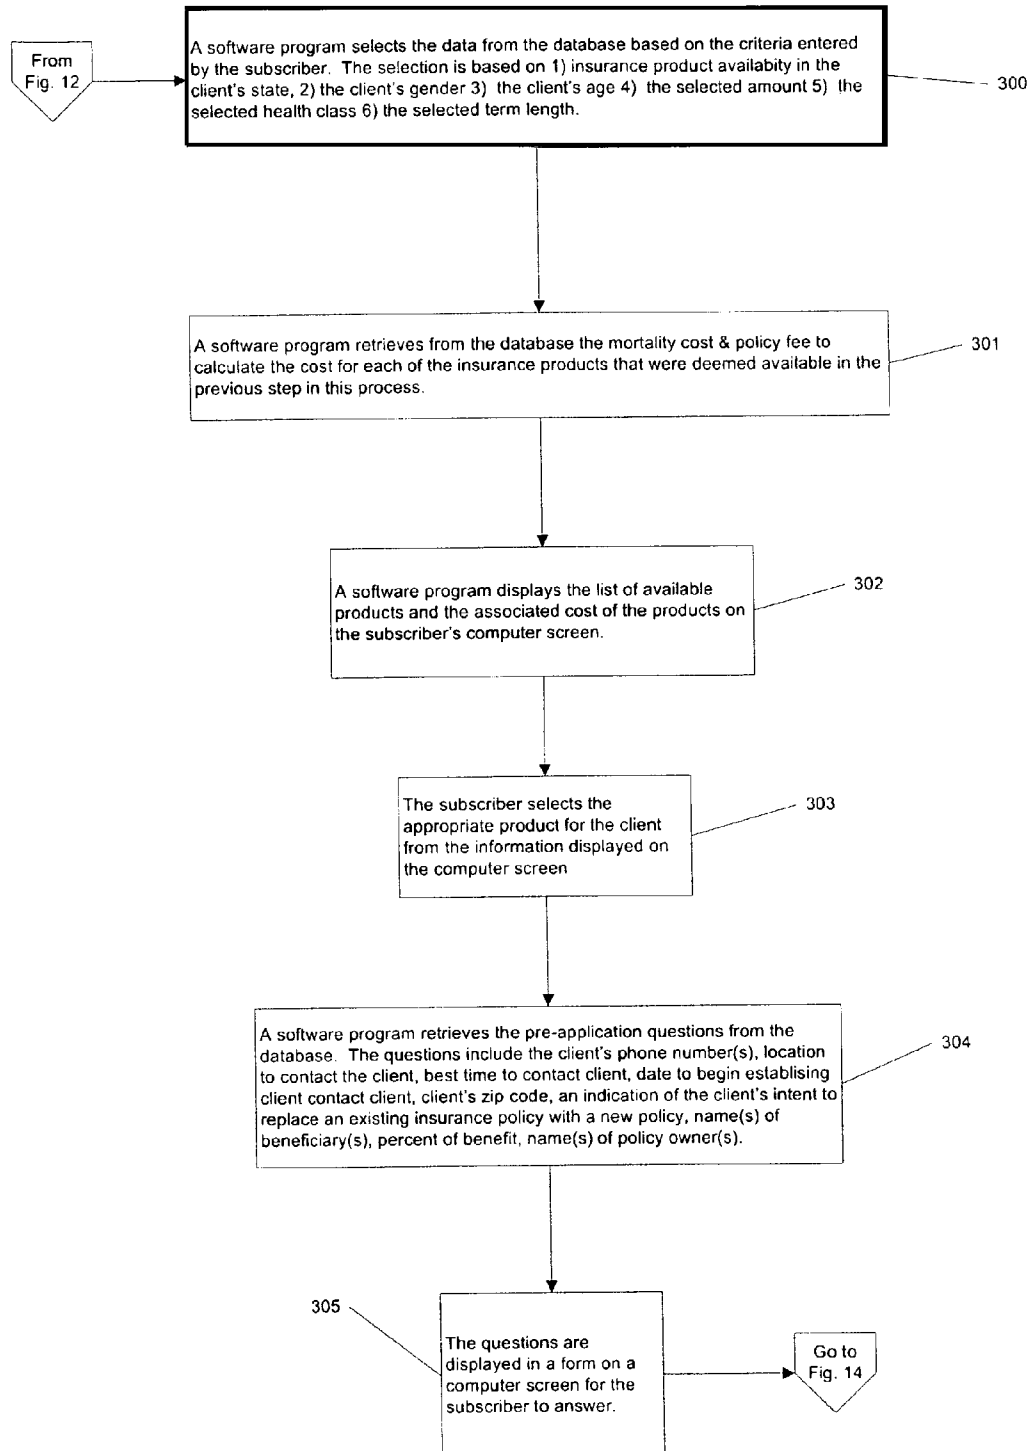 From
Fig. 12
A software program selects the data from the database based on the criteria entered
by the subscriber. The selection is based on 1) insurance product availabity in the
client's state, 2) the client's gender 3) the client's age 4) the selected amount 5) the
selected health class 6) the selected term length.
300
A software program retrieves from the database the mortality cost & policy fee to
calculate the cost for each of the insurance products that were deemed available in the
previous step in this process.
301
A software program displays the list of available
products and the associated cost of the products on
the subscriber's computer screen.
302
The subscriber selects the
appropriate product for the client
from the information displayed on
the computer screen
303
A software program retrieves the pre-application questions from the
database. The questions include the client's phone number(s), location
to contact the client, best time to contact client, date to begin establising
client contact client, client's zip code, an indication of the client's intent to
replace an existing insurance policy with a new policy, name(s) of
beneficiary(s), percent of benefit, name(s) of policy owner(s).
304
305
The questions are
displayed in a form on a
computer screen for the
subscriber to answer.
Go to
Fig. 14